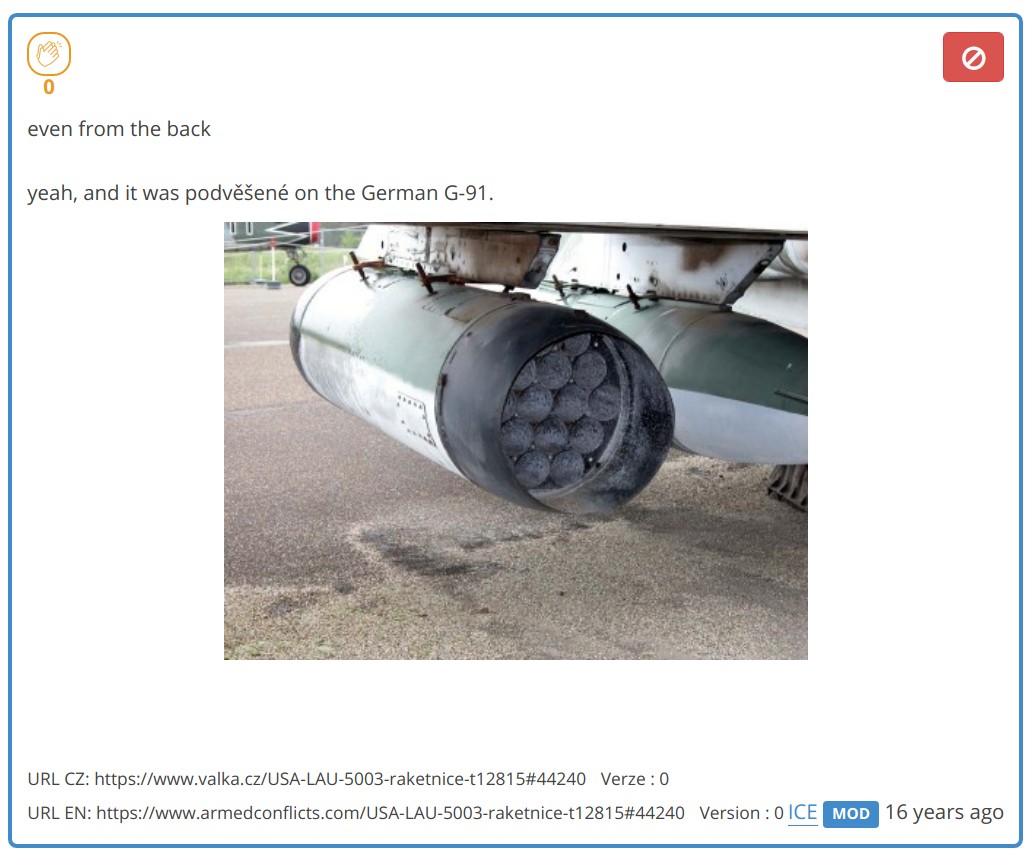 0
even from the back
yeah, and it was podvěšené on the German G-91.
URL CZ: https://www.valka.cz/USA-LAU-5003-raketnice-t12815#44240 Verze : 0
URL EN: https://www.armedconflicts.com/USA-LAU-5003-raketnice-t12815#44240 Version : 0 ICE MOD 16 years ago